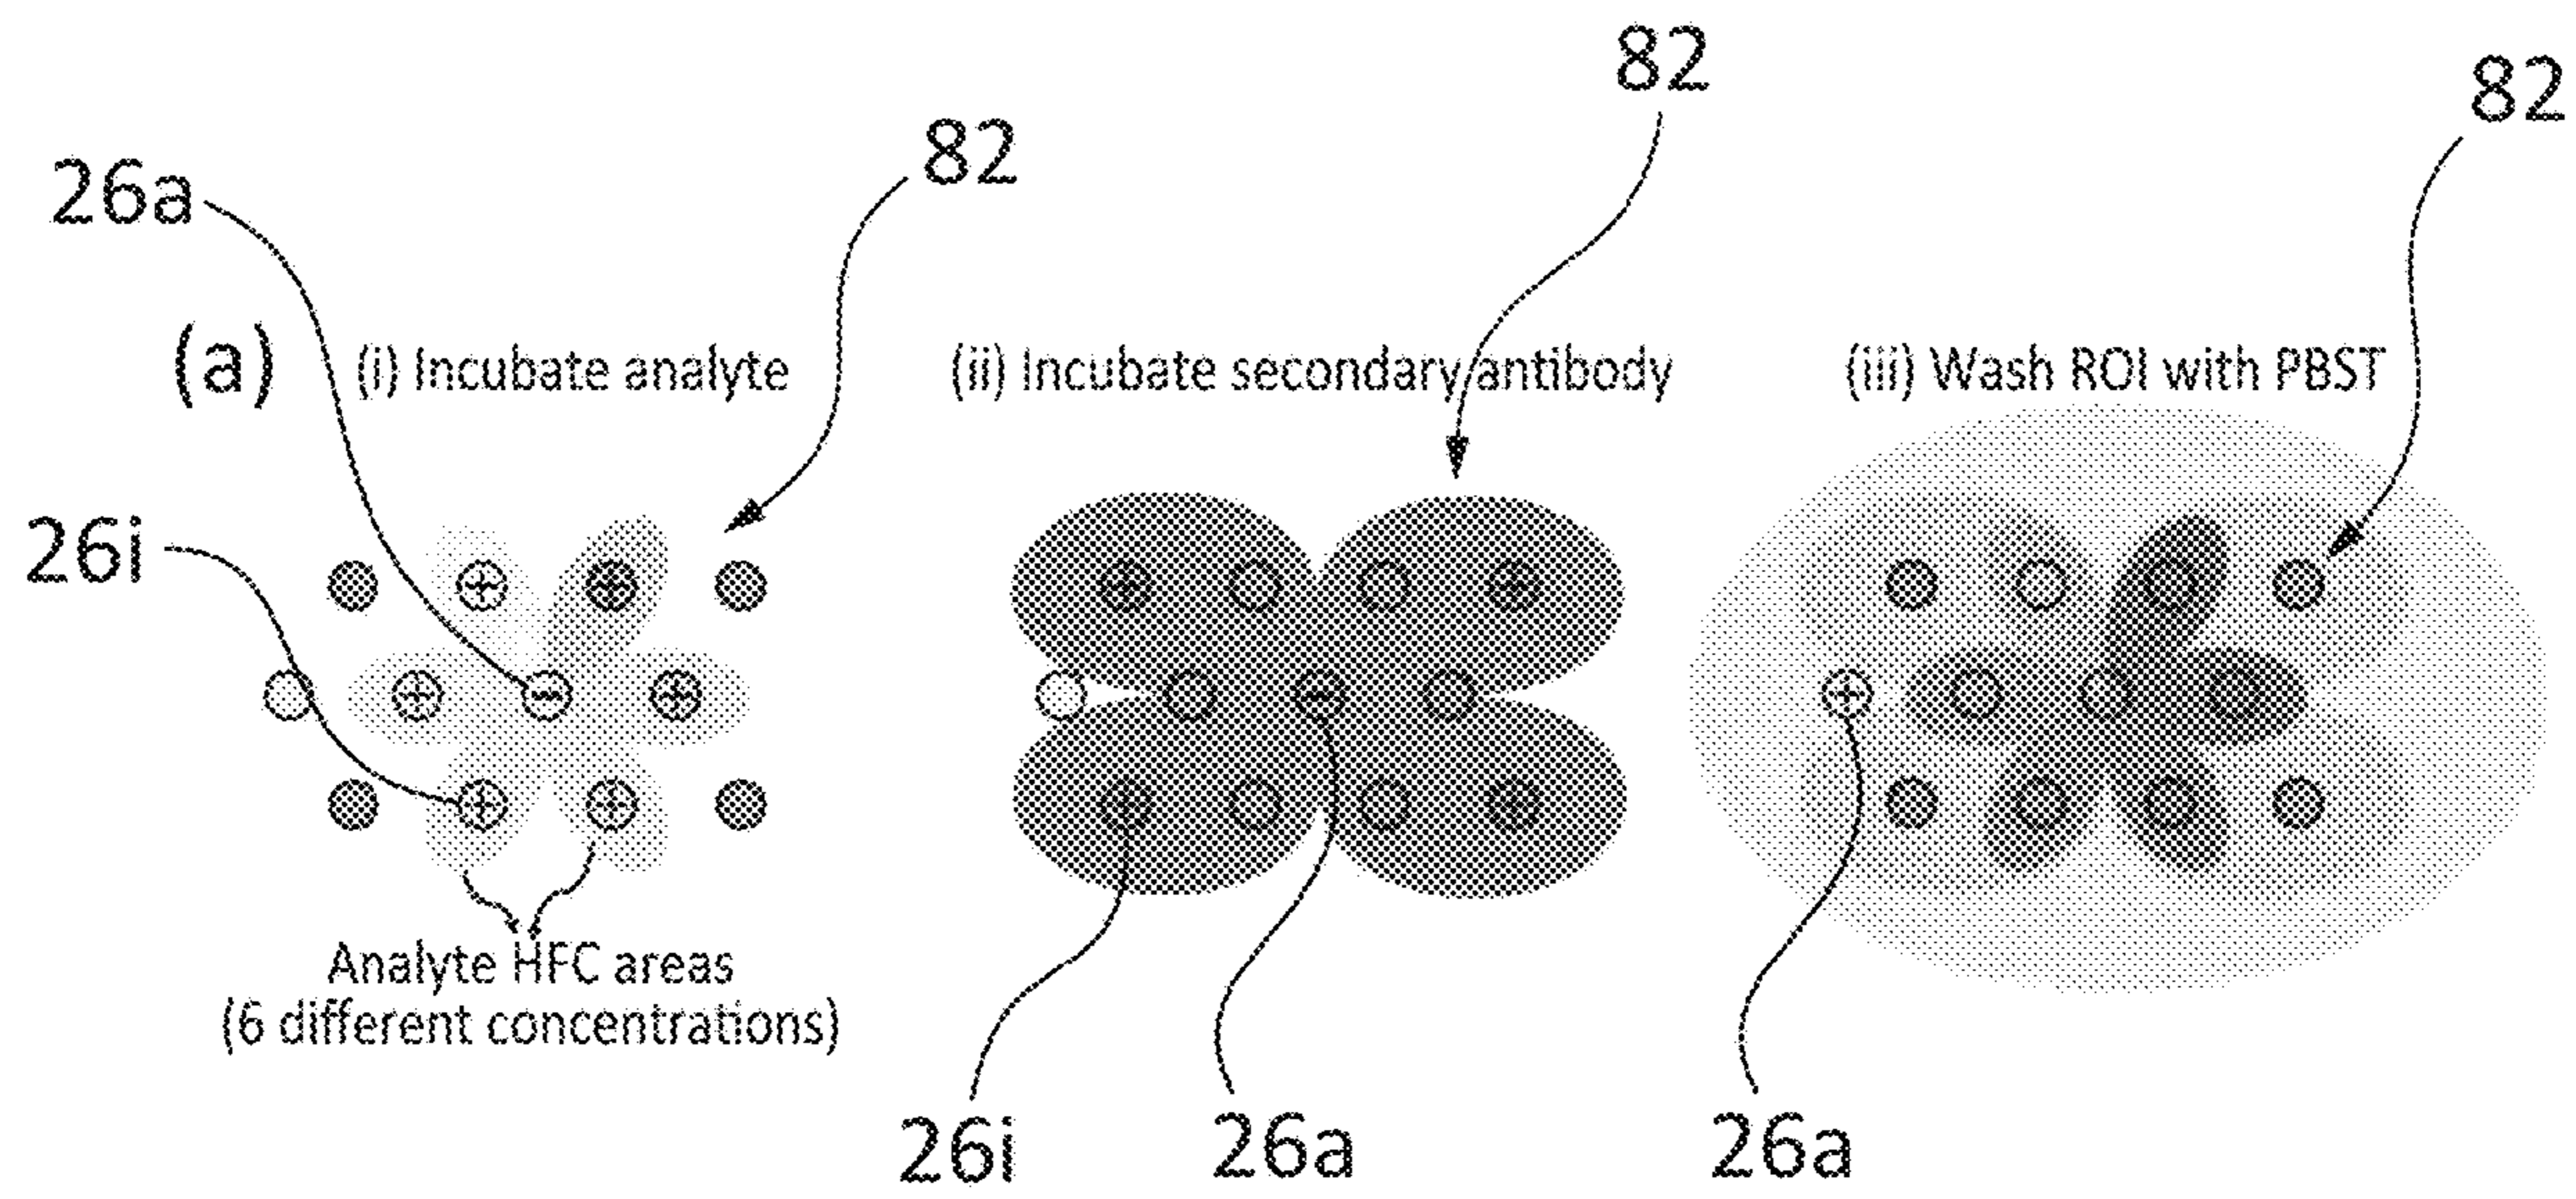 82
82
82
26a
(a)
(i) Incubate analyte
(ii) Incubate secondary antibody
(iii) Wash ROI with PBST
26i
Analyte HFC areas
(6 different concentrations)
26i
26a
26a